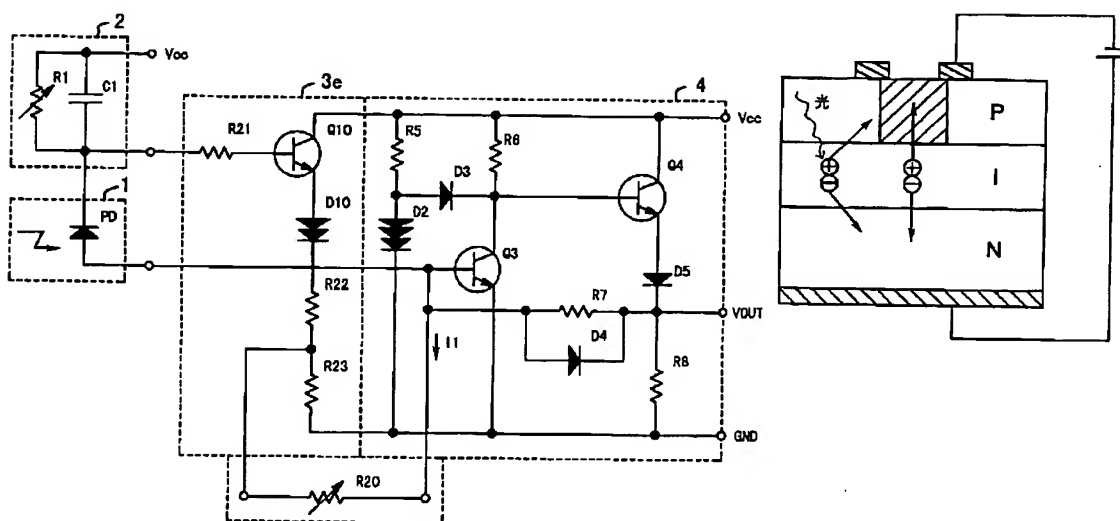 2
Vcc
R1
C1
3e
4
R21
Q10
R5
R6
Vcc
Q4
D3
1
PD
D10
D2
Q3
D5
R22
R7
VOUT
D4
I1
R23
R8
GND
R20
光
P
I
N